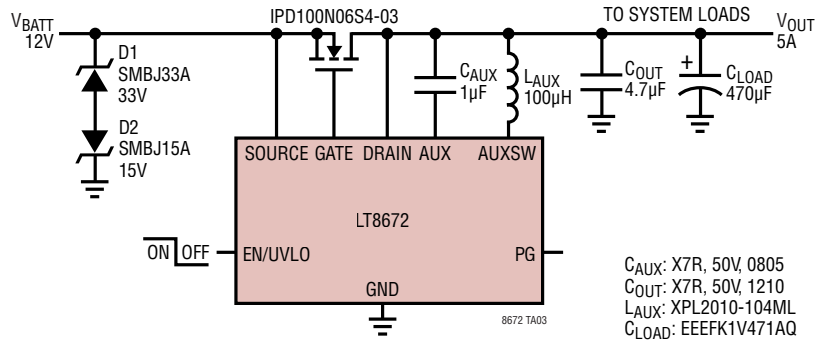 IPD100N06S4-03
TO SYSTEM LOADS
VBATT
12V
VOUT
5A
D1
SMBJ33A
33V
D2
SMBJ15A
15V
CAUX
1µF
LAUX
100µH
COUT
4.7µF
+
CLOAD
470µF
SOURCE GATE DRAIN AUX AUXSW
LT8672
ON OFF
EN/UVLO
PG
GND
8672 TA03
CAUX: X7R, 50V, 0805
COUT: X7R, 50V, 1210
LAUX: XPL2010-104ML
CLOAD: EEEFK1V471AQ